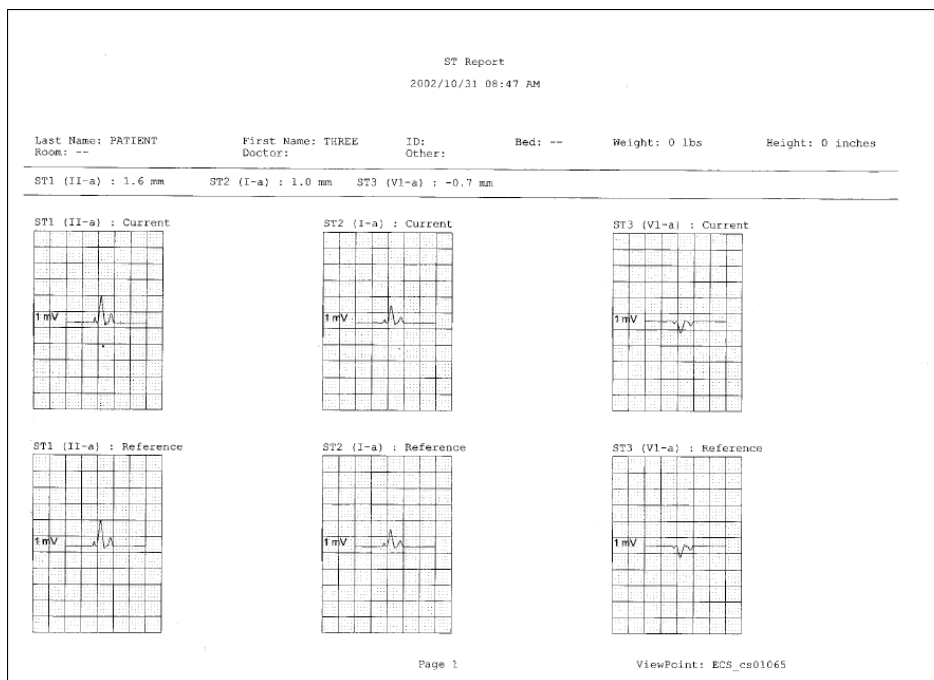 ST Report
2002/10/31 08:47 AM
Last Name: PATIENT First Name: THREE ID: Bed: -- Weight: 0 lbs Height: 0 inches
Room: -- Doctor: Other:
ST1 (II-a) : 1.6 mm ST2 (I-a) : 1.0 mm ST3 (V1-a) : -0.7 mm
ST1 (II-a) : Current ST2 (I-a) : Current ST3 (V1-a) : Current
1 mV 1 mV 1 mV
ST1 (II-a) : Reference ST2 (I-a) : Reference ST3 (V1-a) : Reference
1 mV 1 mV 1 mV
Page 1 ViewPoint: ECS_cs01065